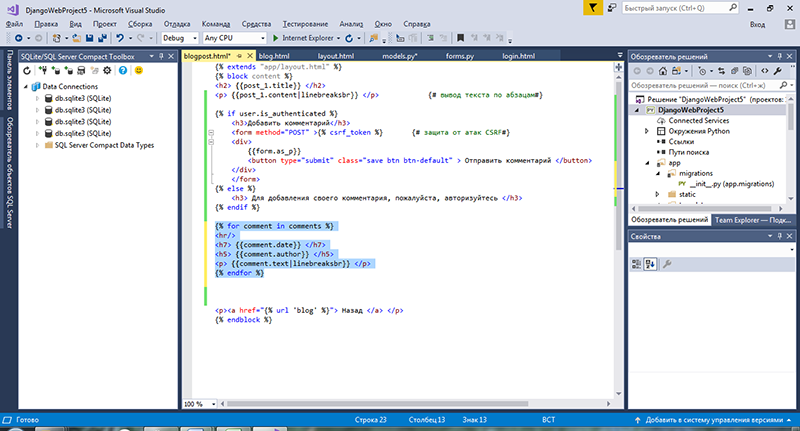 DjangoWebProject5 - Microsoft Visual Studio
Быстрый запуск (Ctrl+Q)
Файл Правка Вид Проект Сборка Отладка Команда Средства Тестирование Анализ Окно Справка
Вход
Debug Any CPU Internet Explorer
Панель элементов
Обозреватель объектов SQL Server
SQLite/SQL Server Compact Toolbox
Data Connections
db.sqlite3 (SQLite)
db.sqlite3 (SQLite)
db.sqlite3 (SQLite)
db.sqlite3 (SQLite)
SQL Server Compact Data Types
blogpost.html* blog.html layout.html models.py* forms.py login.html
{% extends "app/layout.html" %}
{% block content %}
<h2> {{post_1.title}} </h2>
<p> {{post_1.content|linebreaksbr}} </p> {# вывод текста по абзацам#}
{% if user.is_authenticated %}
<h3>Добавить комментарий</h3>
<form method="POST" >{% csrf_token %} {# защита от атак CSRF#}
<div>
{{form.as_p}}
<button type="submit" class="save btn btn-default" > Отправить комментарий </button>
</div>
</form>
{% else %}
<h3> Для добавления своего комментария, пожалуйста, авторизуйтесь </h3>
{% endif %}
{% for comment in comments %}
<hr/>
<h7> {{comment.date}} </h7>
<h5> {{comment.author}} </h5>
<p> {{comment.text|linebreaksbr}} </p>
{% endfor %}
<p><a href="{% url 'blog' %}"> Назад </a> </p>
{% endblock %}
100 %
Обозреватель решений
Обозреватель решений — поиск (Ctrl+ж)
Решение "DjangoWebProject5" (проектов:
DjangoWebProject5
Connected Services
Окружения Python
Ссылки
Пути поиска
app
migrations
__init__.py (app.migrations)
static
Обозреватель решений Team Explorer — Подк...
Свойства
Готово Строка 23 Столбец 13 Знак 13 ВСТ Добавить в систему управления версиями